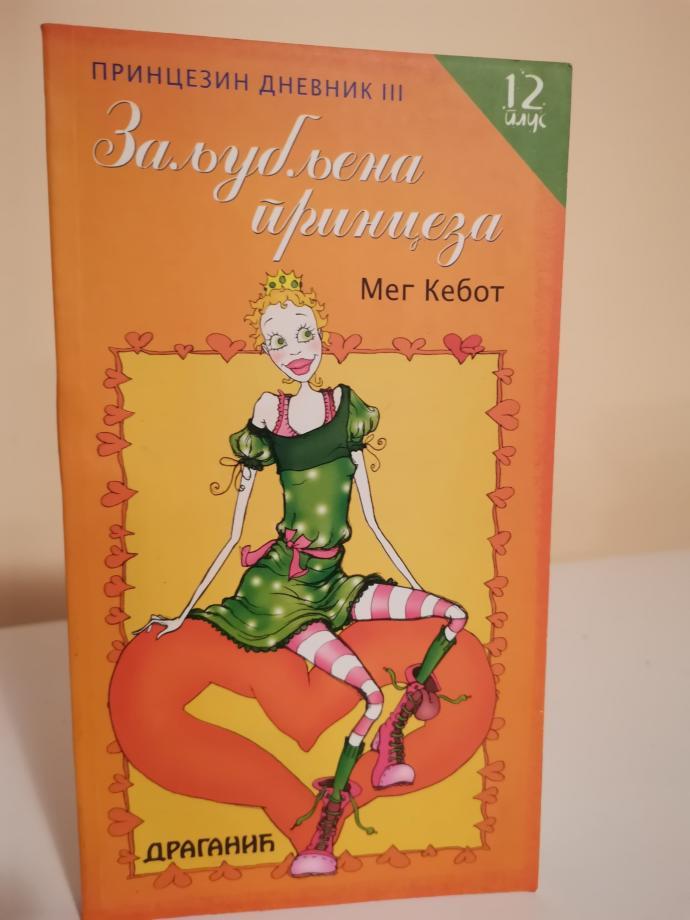 ПРИНЦЕЗИН ДНЕВНИК III
12
плус
Заљубљена
принцеза
Мег Кебот
ДРАГАНИЋ